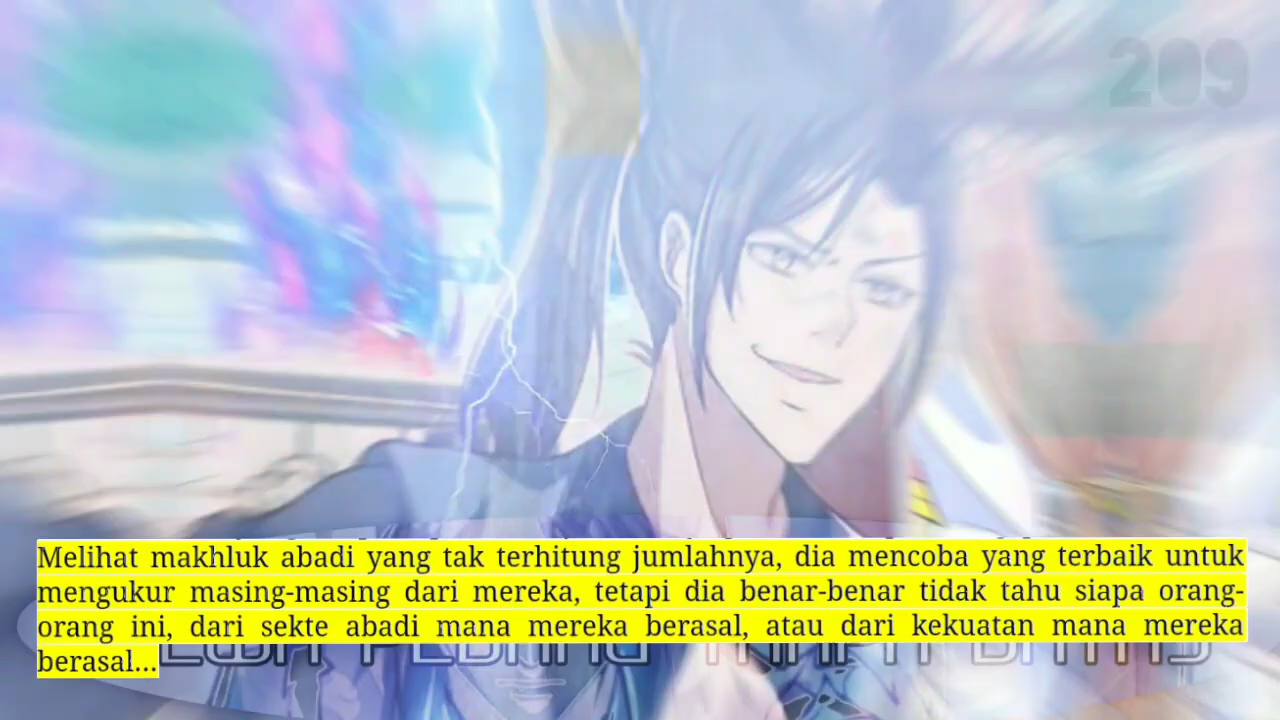 209
Melihat makhluk abadi yang tak terhitung jumlahnya, dia mencoba yang terbaik untuk
mengukur masing-masing dari mereka, tetapi dia benar-benar tidak tahu siapa orang-
orang ini, dari sekte abadi mana mereka berasal, atau dari kekuatan mana mereka
berasal...